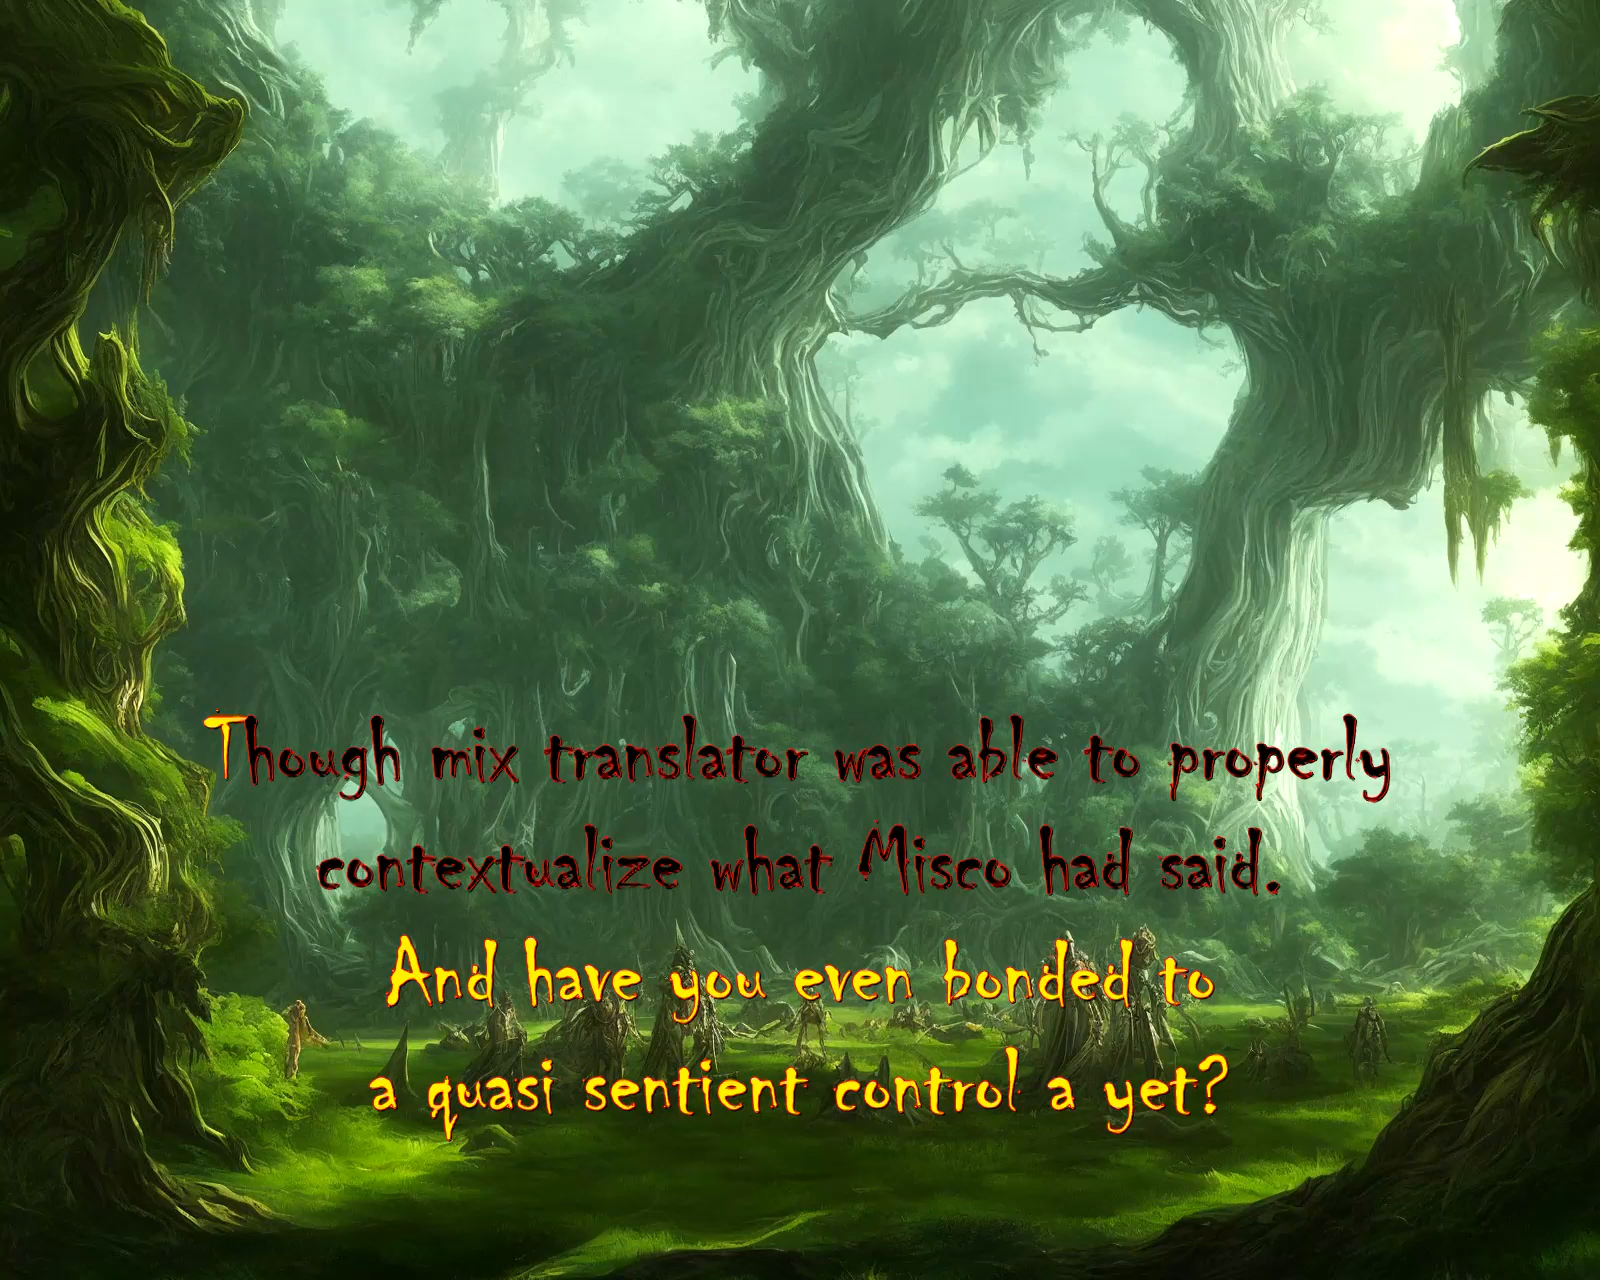 Though mix translator was able to properly
contextualize what Misco had said.
And have you even bonded to
a quasi sentient control a yet?